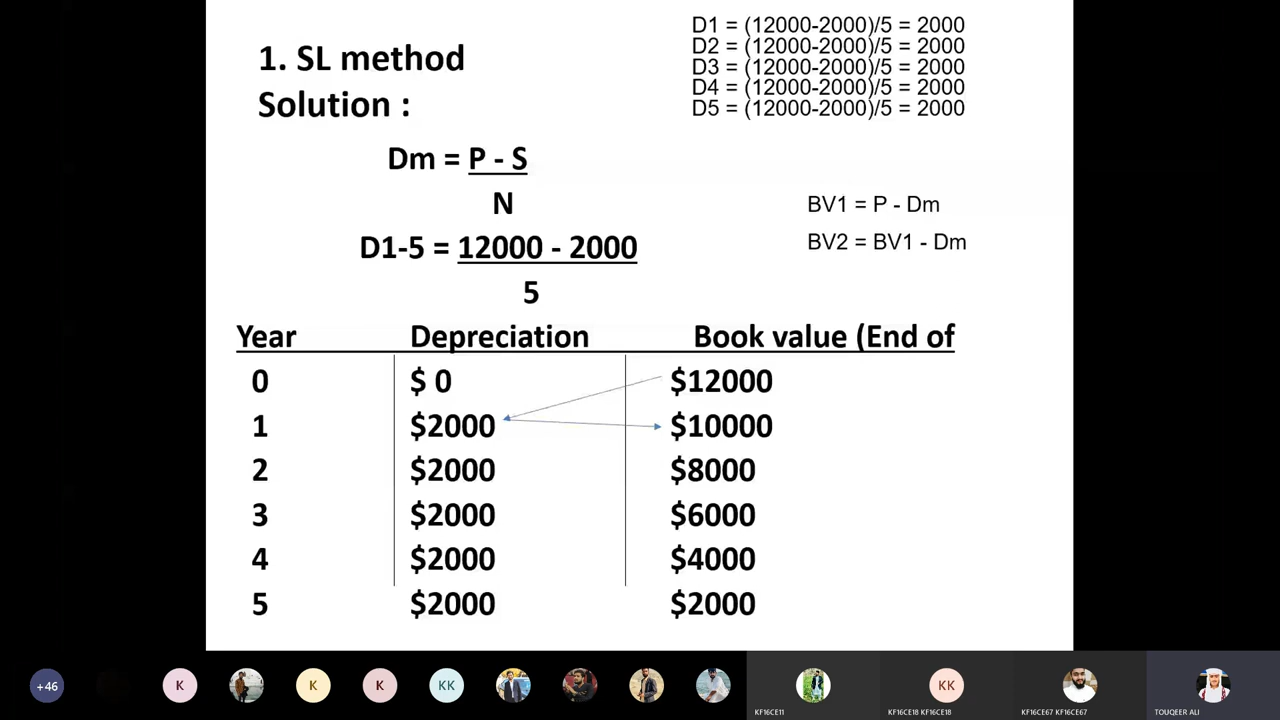 1. SL method
Solution :
D1 = (12000-2000)/5 = 2000
D2 = (12000-2000)/5 = 2000
D3 = (12000-2000)/5 = 2000
D4 = (12000-2000)/5 = 2000
D5 = (12000-2000)/5 = 2000
Dm = P - S
N
BV1 = P - Dm
BV2 = BV1 - Dm
D1-5 = 12000 - 2000
5
Year Depreciation Book value (End of
0 $ 0 $12000
1 $2000 $10000
2 $2000 $8000
3 $2000 $6000
4 $2000 $4000
5 $2000 $2000
+46 K K K KK KK
KF16CE11 KF16CE18 KF16CE18 KF16CE67 KF16CE67 TOUQEER ALI